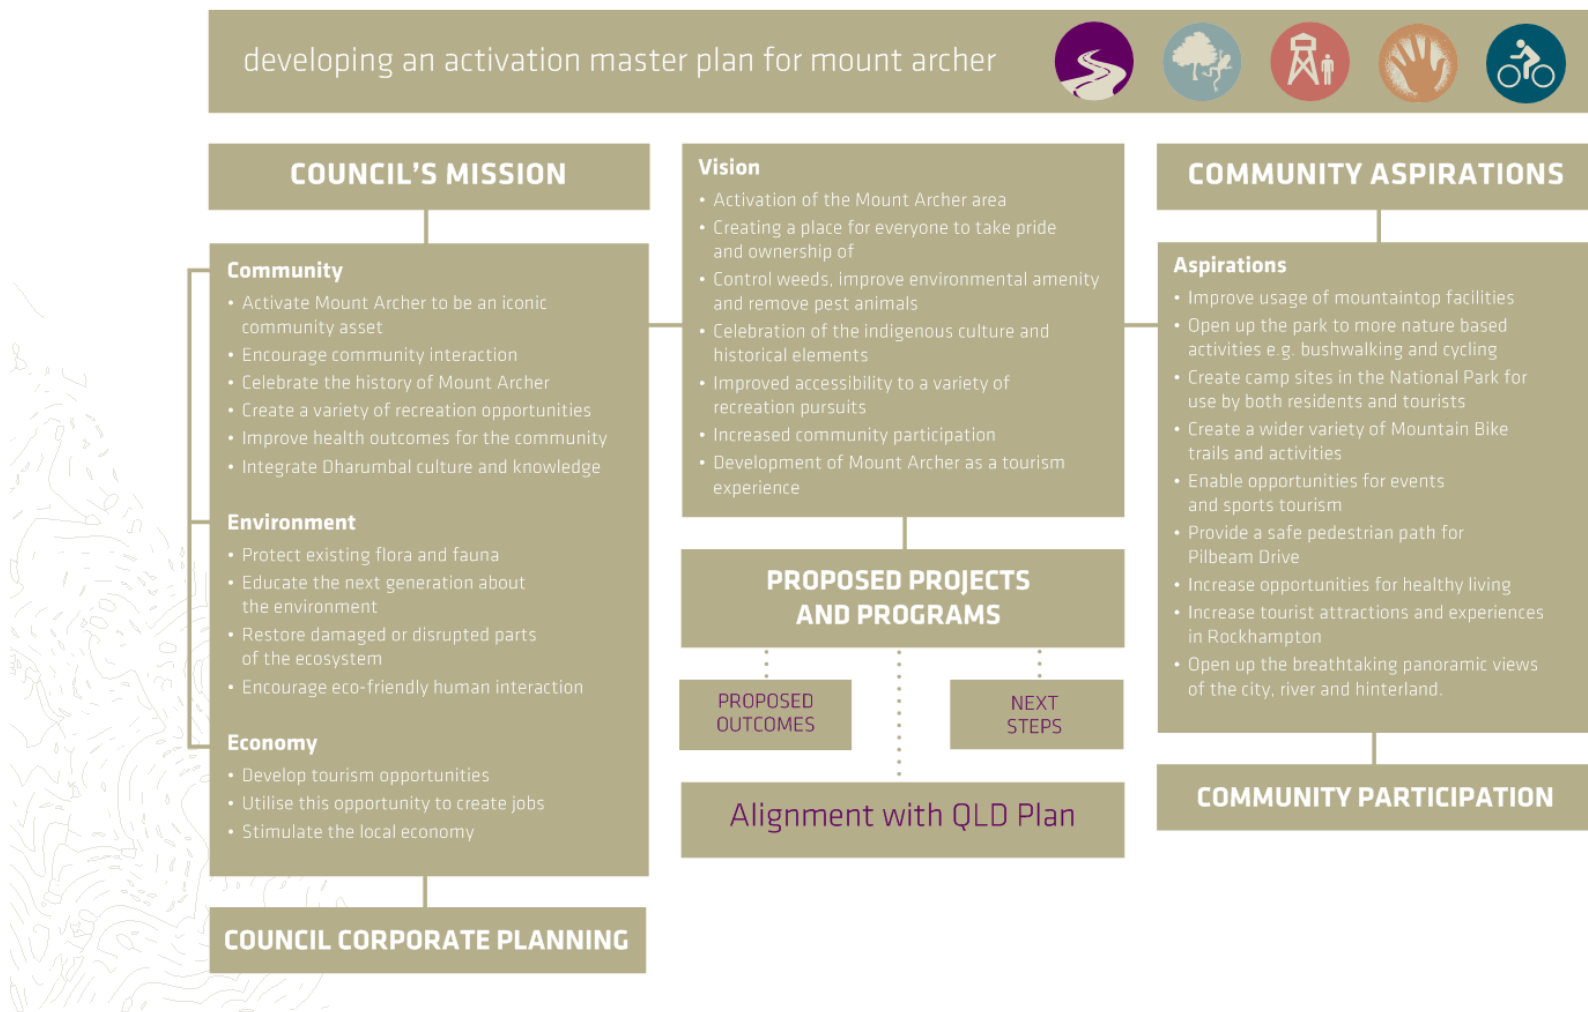 developing an activation master plan for mount archer
COUNCIL'S MISSION
Community
• Activate Mount Archer to be an iconic
community asset
• Encourage community interaction
• Celebrate the history of Mount Archer
• Create a variety of recreation opportunities
• Improve health outcomes for the community
• Integrate Dharumbal culture and knowledge
Environment
• Protect existing flora and fauna
• Educate the next generation about
the environment
• Restore damaged or disrupted parts
of the ecosystem
• Encourage eco-friendly human interaction
Economy
• Develop tourism opportunities
• Utilise this opportunity to create jobs
• Stimulate the local economy
COUNCIL CORPORATE PLANNING
Vision
• Activation of the Mount Archer area
• Creating a place for everyone to take pride
and ownership of
• Control weeds, improve environmental amenity
and remove pest animals
• Celebration of the indigenous culture and
historical elements
• Improved accessibility to a variety of
recreation pursuits
• Increased community participation
• Development of Mount Archer as a tourism
experience
PROPOSED PROJECTS
AND PROGRAMS
PROPOSED
OUTCOMES
NEXT
STEPS
Alignment with QLD Plan
COMMUNITY ASPIRATIONS
Aspirations
• Improve usage of mountaintop facilities
• Open up the park to more nature based
activities e.g. bushwalking and cycling
• Create camp sites in the National Park for
use by both residents and tourists
• Create a wider variety of Mountain Bike
trails and activities
• Enable opportunities for events
and sports tourism
• Provide a safe pedestrian path for
Pilbeam Drive
• Increase opportunities for healthy living
• Increase tourist attractions and experiences
in Rockhampton
• Open up the breathtaking panoramic views
of the city, river and hinterland.
COMMUNITY PARTICIPATION